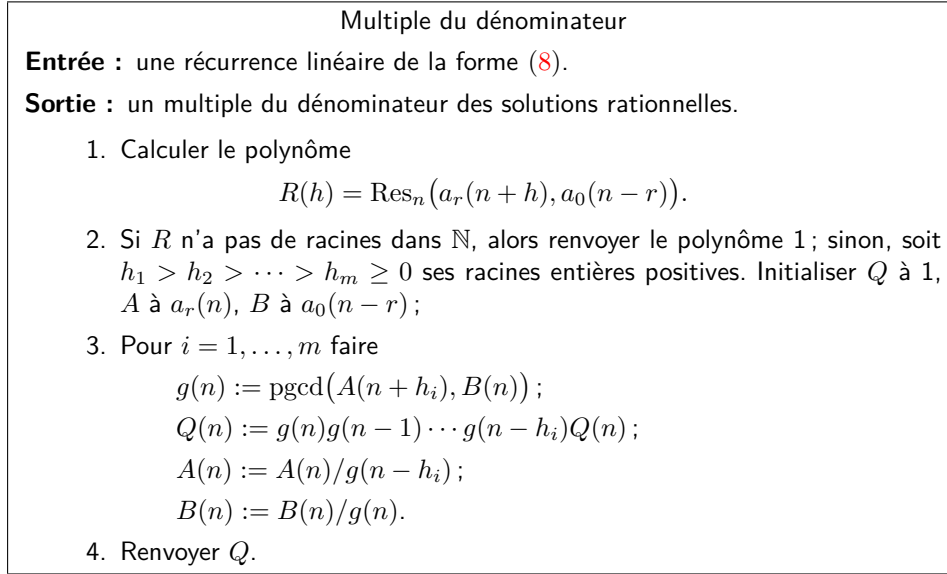 Multiple du dénominateur
Entrée : une récurrence linéaire de la forme (8).
Sortie : un multiple du dénominateur des solutions rationnelles.
1. Calculer le polynôme
R(h) = Res_n(a_r(n + h), a_0(n − r)).
2. Si R n'a pas de racines dans ℕ, alors renvoyer le polynôme 1 ; sinon, soit
h_1 > h_2 > ⋯ > h_m ≥ 0 ses racines entières positives. Initialiser Q à 1,
A à a_r(n), B à a_0(n − r) ;
3. Pour i = 1, . . . , m faire
g(n) := pgcd(A(n + h_i), B(n)) ;
Q(n) := g(n)g(n − 1) ⋯ g(n − h_i)Q(n) ;
A(n) := A(n)/g(n − h_i) ;
B(n) := B(n)/g(n).
4. Renvoyer Q.